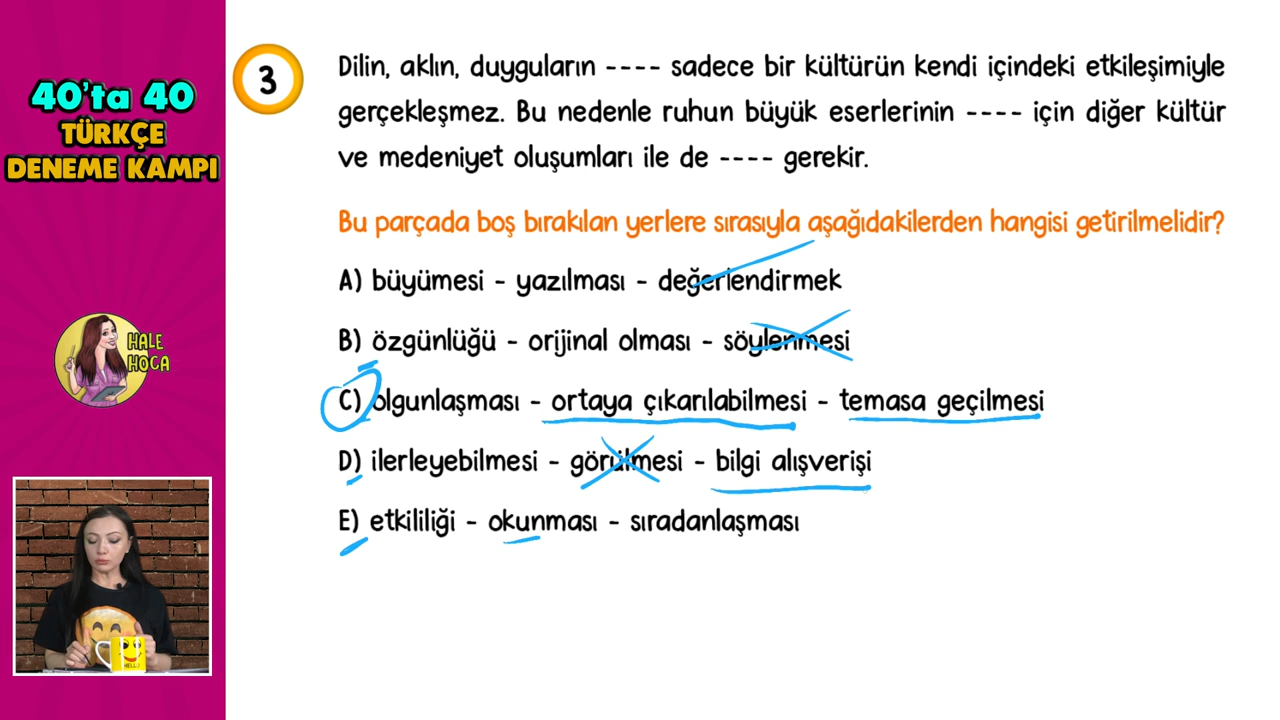 40'ta 40
TÜRKÇE
DENEME KAMPI
HALE
HOCA
HELLO
3
Dilin, aklın, duyguların ---- sadece bir kültürün kendi içindeki etkileşimiyle
gerçekleşmez. Bu nedenle ruhun büyük eserlerinin ---- için diğer kültür
ve medeniyet oluşumları ile de ---- gerekir.
Bu parçada boş bırakılan yerlere sırasıyla aşağıdakilerden hangisi getirilmelidir?
A) büyümesi - yazılması - değerlendirmek
B) özgünlüğü - orijinal olması - söylenmesi
C) olgunlaşması - ortaya çıkarılabilmesi - temasa geçilmesi
D) ilerleyebilmesi - görülmesi - bilgi alışverişi
E) etkililiği - okunması - sıradanlaşması